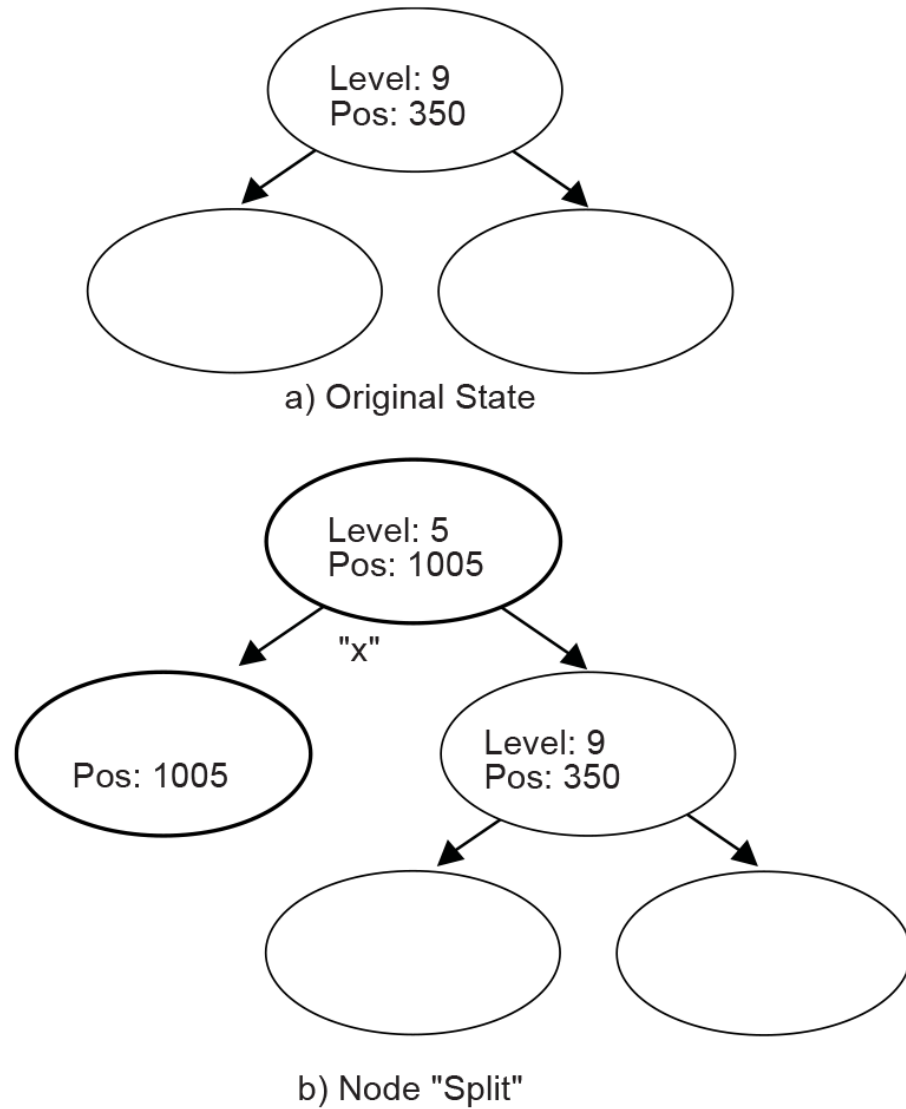 Level: 9
Pos: 350
a) Original State
Level: 5
Pos: 1005
"x"
Pos: 1005
Level: 9
Pos: 350
b) Node "Split"